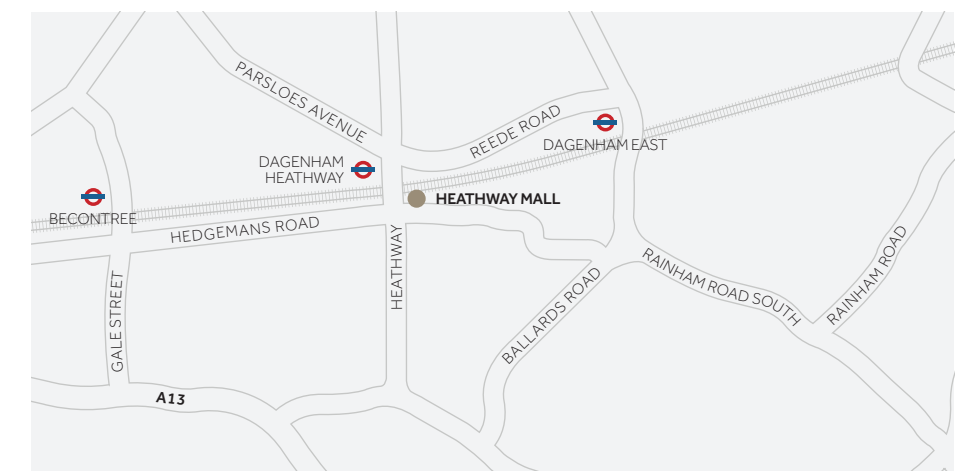 PARSLOES AVENUE
REEDE ROAD
DAGENHAM EAST
DAGENHAM
HEATHWAY
BECONTREE
HEATHWAY MALL
HEDGEMANS ROAD
HEATHWAY
GALE STREET
BALLARDS ROAD
RAINHAM ROAD SOUTH
RAINHAM ROAD
A13